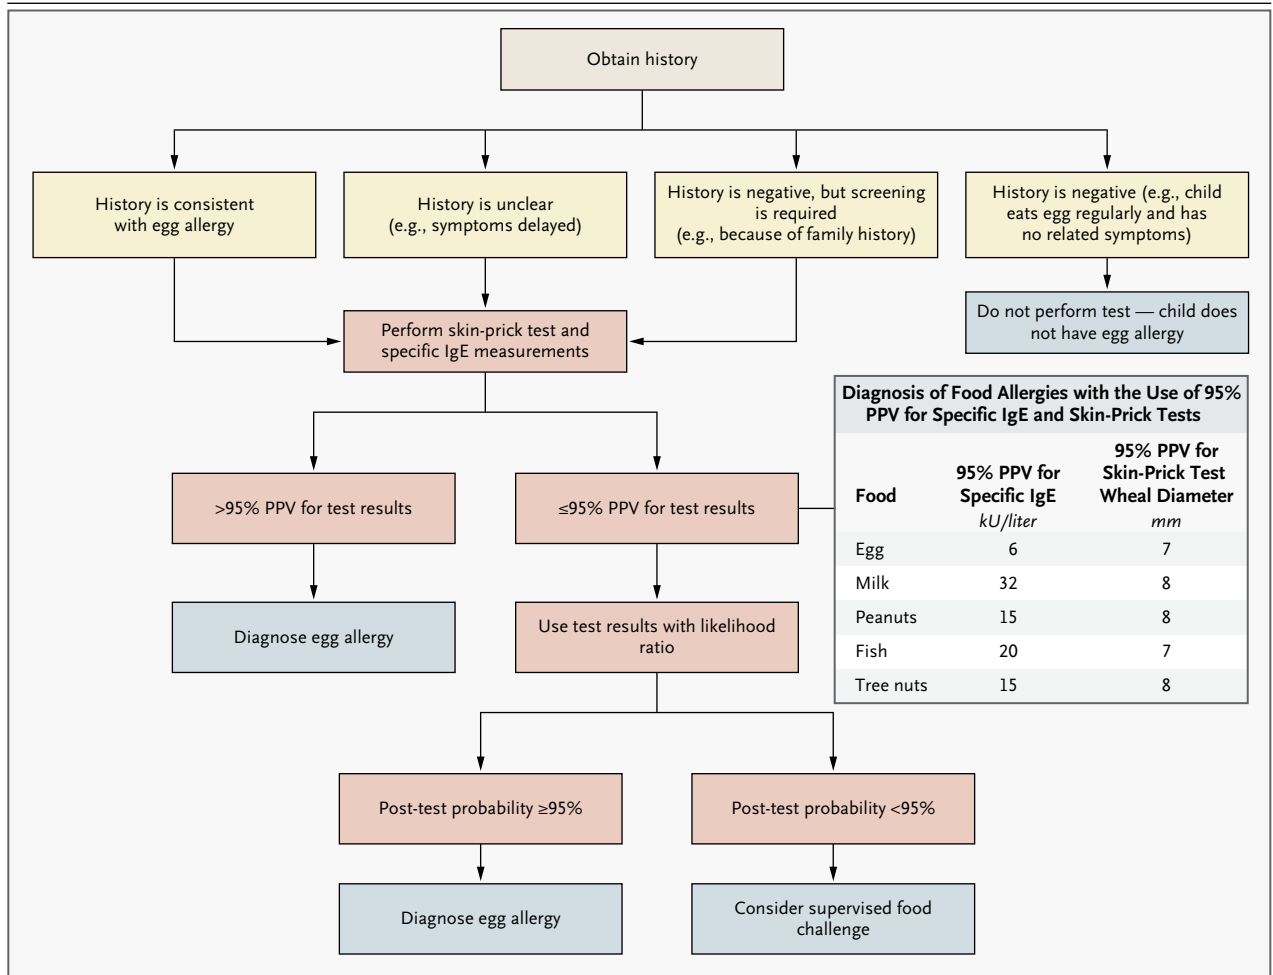 Obtain history
History is consistent
with egg allergy
History is unclear
(e.g., symptoms delayed)
History is negative, but screening
is required
(e.g., because of family history)
History is negative (e.g., child
eats egg regularly and has
no related symptoms)
Do not perform test — child does
not have egg allergy
Perform skin-prick test and
specific IgE measurements
>95% PPV for test results
≤95% PPV for test results
Diagnose egg allergy
Use test results with likelihood
ratio
Diagnosis of Food Allergies with the Use of 95%
PPV for Specific IgE and Skin-Prick Tests
Food
95% PPV for
Specific IgE
kU/liter
95% PPV for
Skin-Prick Test
Wheal Diameter
mm
Egg 6 7
Milk 32 8
Peanuts 15 8
Fish 20 7
Tree nuts 15 8
Post-test probability ≥95%
Post-test probability <95%
Diagnose egg allergy
Consider supervised food
challenge